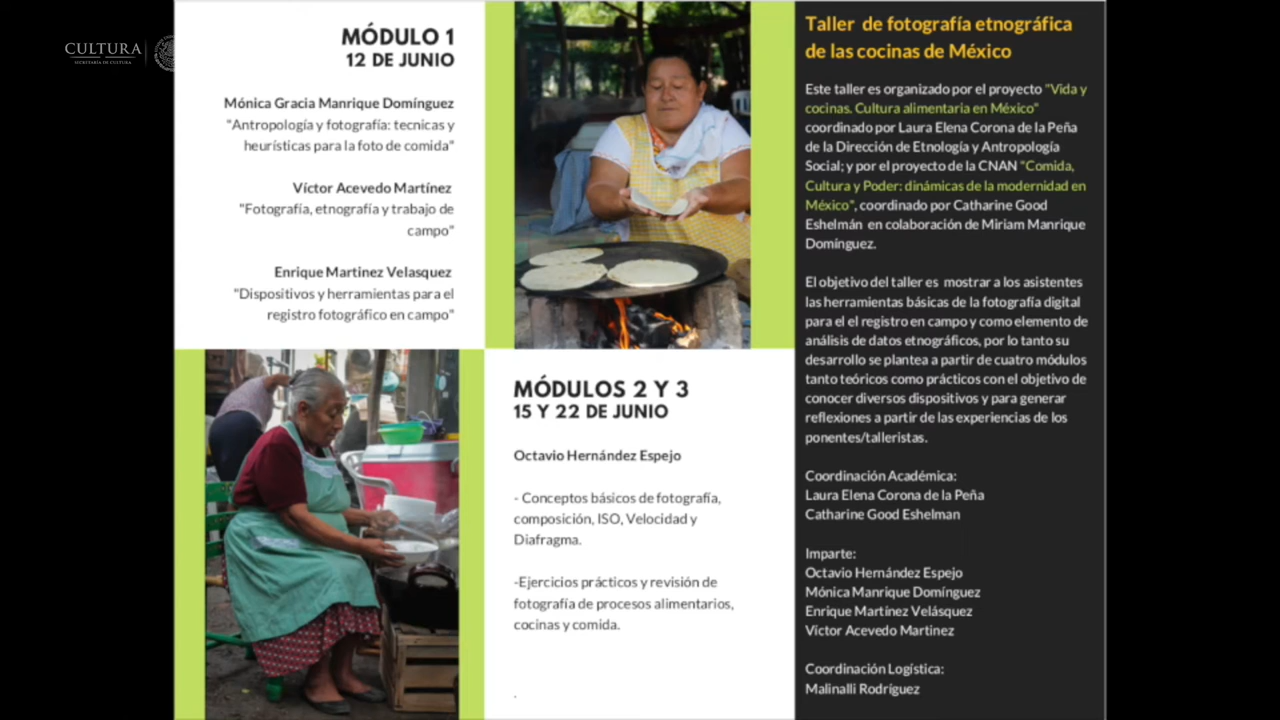 CULTURA
SECRETARÍA DE CULTURA
MÓDULO 1
12 DE JUNIO
Mónica Gracia Manrique Domínguez
"Antropología y fotografía: tecnicas y
heurísticas para la foto de comida"
Víctor Acevedo Martínez
"Fotografía, etnografía y trabajo de
campo"
Enrique Martinez Velasquez
"Dispositivos y herramientas para el
registro fotográfico en campo"
MÓDULOS 2 Y 3
15 Y 22 DE JUNIO
Octavio Hernández Espejo
- Conceptos básicos de fotografía,
composición, ISO, Velocidad y
Diafragma.
-Ejercicios prácticos y revisión de
fotografía de procesos alimentarios,
cocinas y comida.
.
Taller de fotografía etnográfica
de las cocinas de México
Este taller es organizado por el proyecto "Vida y
cocinas. Cultura alimentaria en México"
coordinado por Laura Elena Corona de la Peña
de la Dirección de Etnología y Antropología
Social; y por el proyecto de la CNAN "Comida,
Cultura y Poder: dinámicas de la modernidad en
México", coordinado por Catharine Good
Eshelmán en colaboración de Miriam Manrique
Domínguez.
El objetivo del taller es mostrar a los asistentes
las herramientas básicas de la fotografía digital
para el el registro en campo y como elemento de
análisis de datos etnográficos, por lo tanto su
desarrollo se plantea a partir de cuatro módulos
tanto teóricos como prácticos con el objetivo de
conocer diversos dispositivos y para generar
reflexiones a partir de las experiencias de los
ponentes/talleristas.
Coordinación Académica:
Laura Elena Corona de la Peña
Catharine Good Eshelman
Imparte:
Octavio Hernández Espejo
Mónica Manrique Domínguez
Enrique Martínez Velásquez
Víctor Acevedo Martinez
Coordinación Logística:
Malinalli Rodríguez